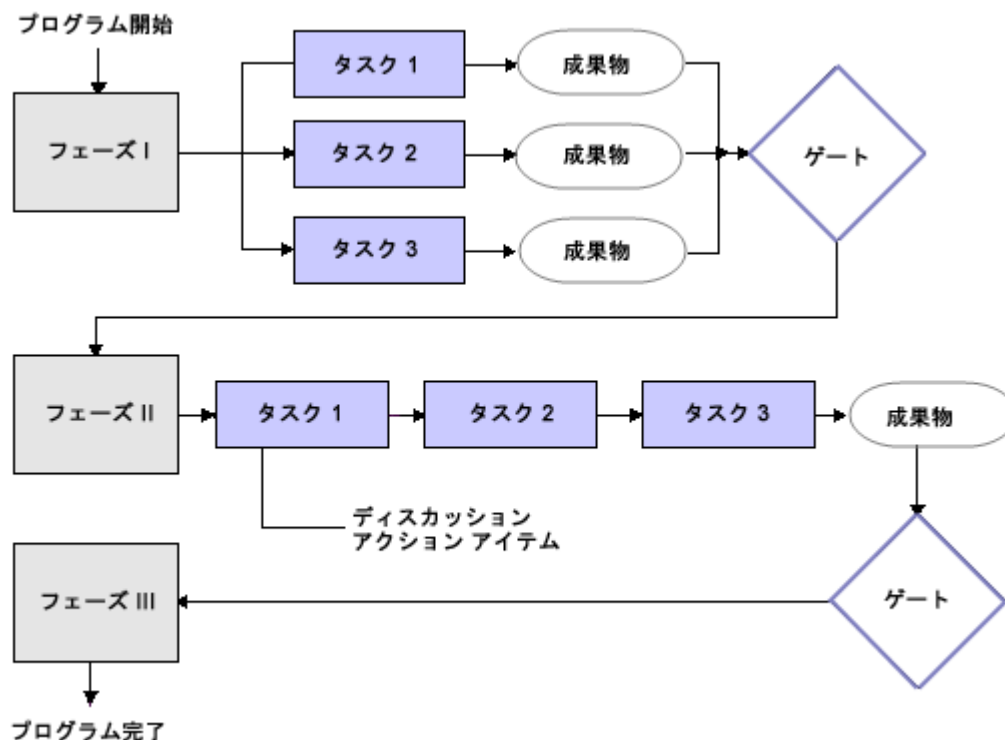 プログラム開始
タスク 1
成果物
フェーズ I
タスク 2
成果物
ゲート
タスク 3
成果物
フェーズ II
タスク 1
タスク 2
タスク 3
成果物
ディスカッション
アクション アイテム
フェーズ III
ゲート
プログラム完了